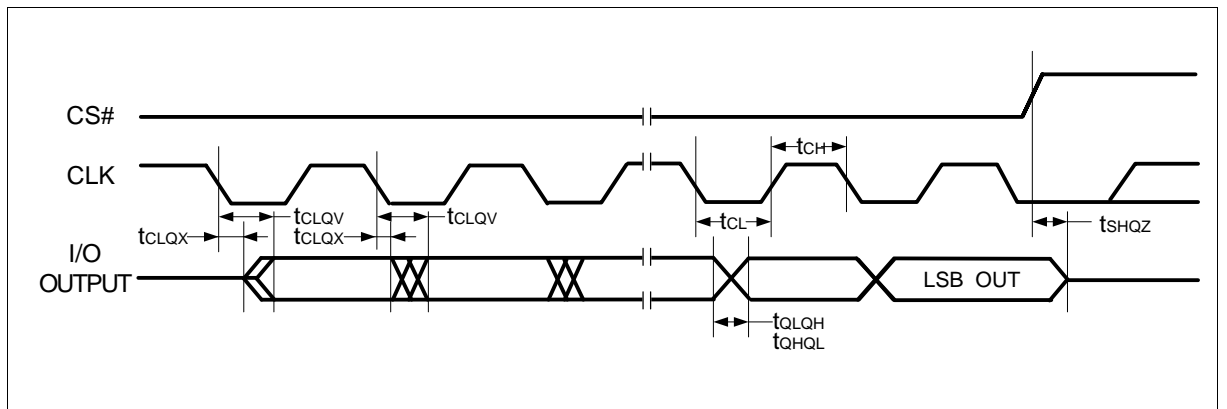 CS#
CLK
tCH
tCLQV
tCLQV
tCL
tCLQX
tCLQX
tSHQZ
I/O
OUTPUT
LSB OUT
tQLQH
tQHQL